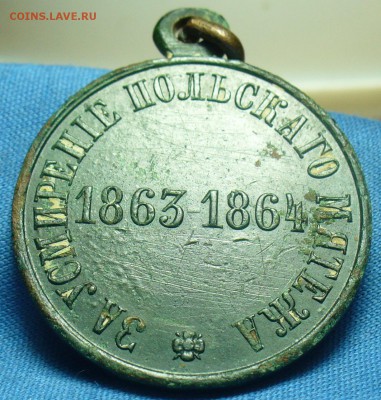 COINS.LAVE.RU
ЗА УСМИРЕНІЕ ПОЛЬСКАГО МЯТЕЖА
1863-1864